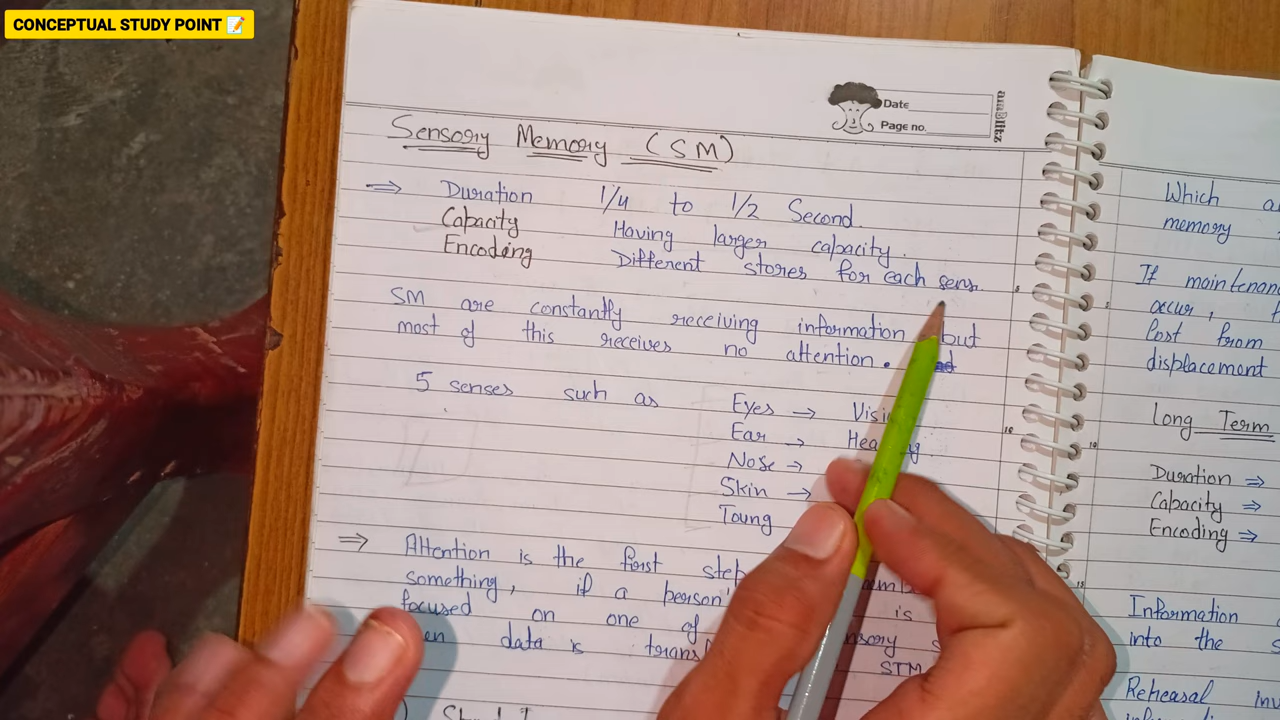 CONCEPTUAL STUDY POINT
Date
Page no.
amBlitz
Sensory Memory (SM)
⇒ Duration 1/4 to 1/2 Second.
Capacity Having larger capacity.
Encoding Different stores for each sens
SM are constantly receiving information but
most of this receives no attention.
5 senses such as Eyes → Visi
Ear → Hea
Nose →
Skin →
Toung
⇒ Attention is the first step
something, if a person's is
focused on one of
data is STM
Which
memory
If
occur,
Lost from
displacement
Long Term
Duration ⇒
Capacity ⇒
Encoding ⇒
Information
into the
Rehearsal